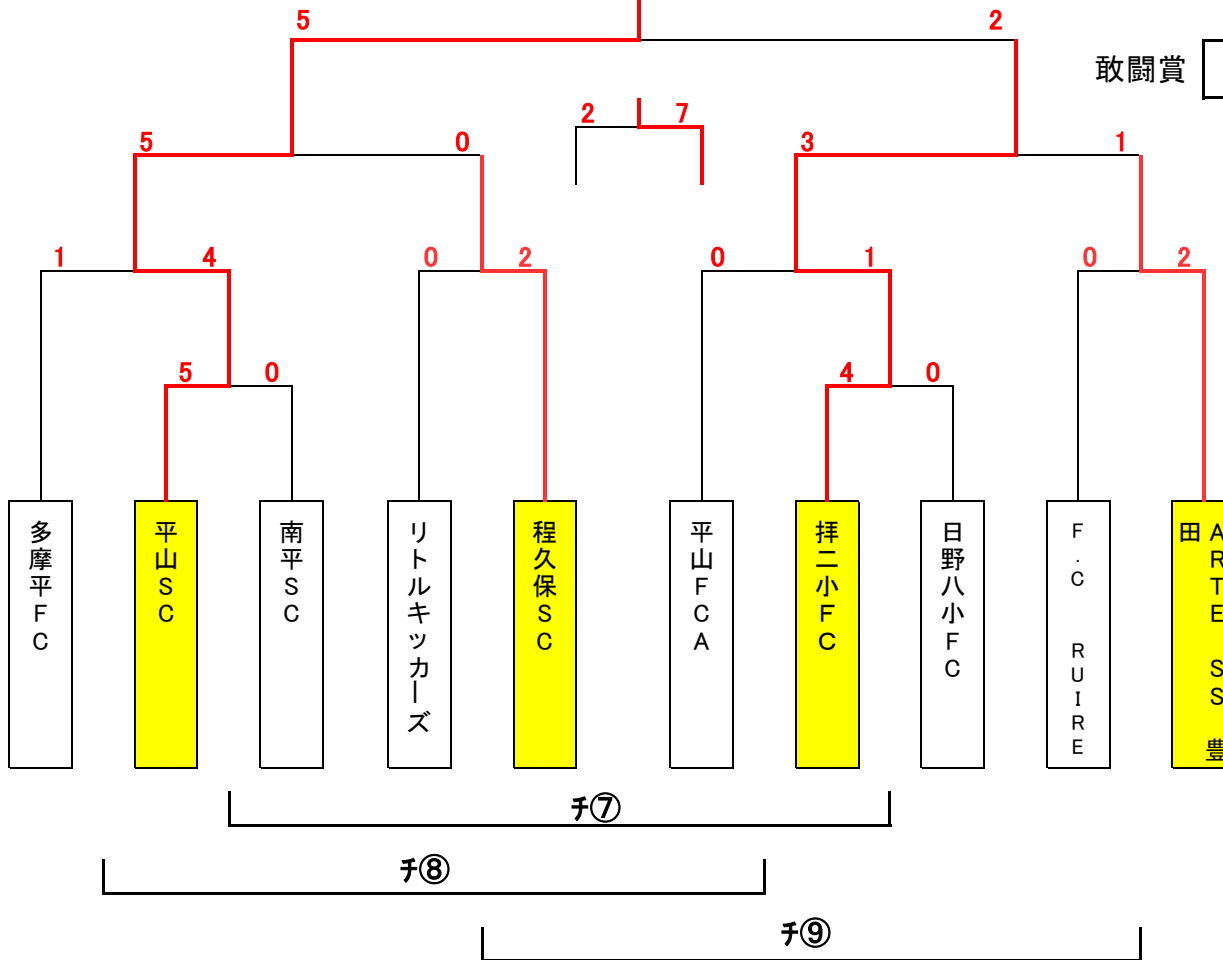 5 2
敢闘賞
2 7
5 0 3 1
1 4 0 2 0 1 0 2
5 0 4 0
多摩平FC
平山SC
南平SC
リトルキッカーズ
程久保SC
平山FCA
拝二小FC
日野八小FC
F.C RUIRE
ARTE SS 豊
田
チ⑦
チ⑧
チ⑨